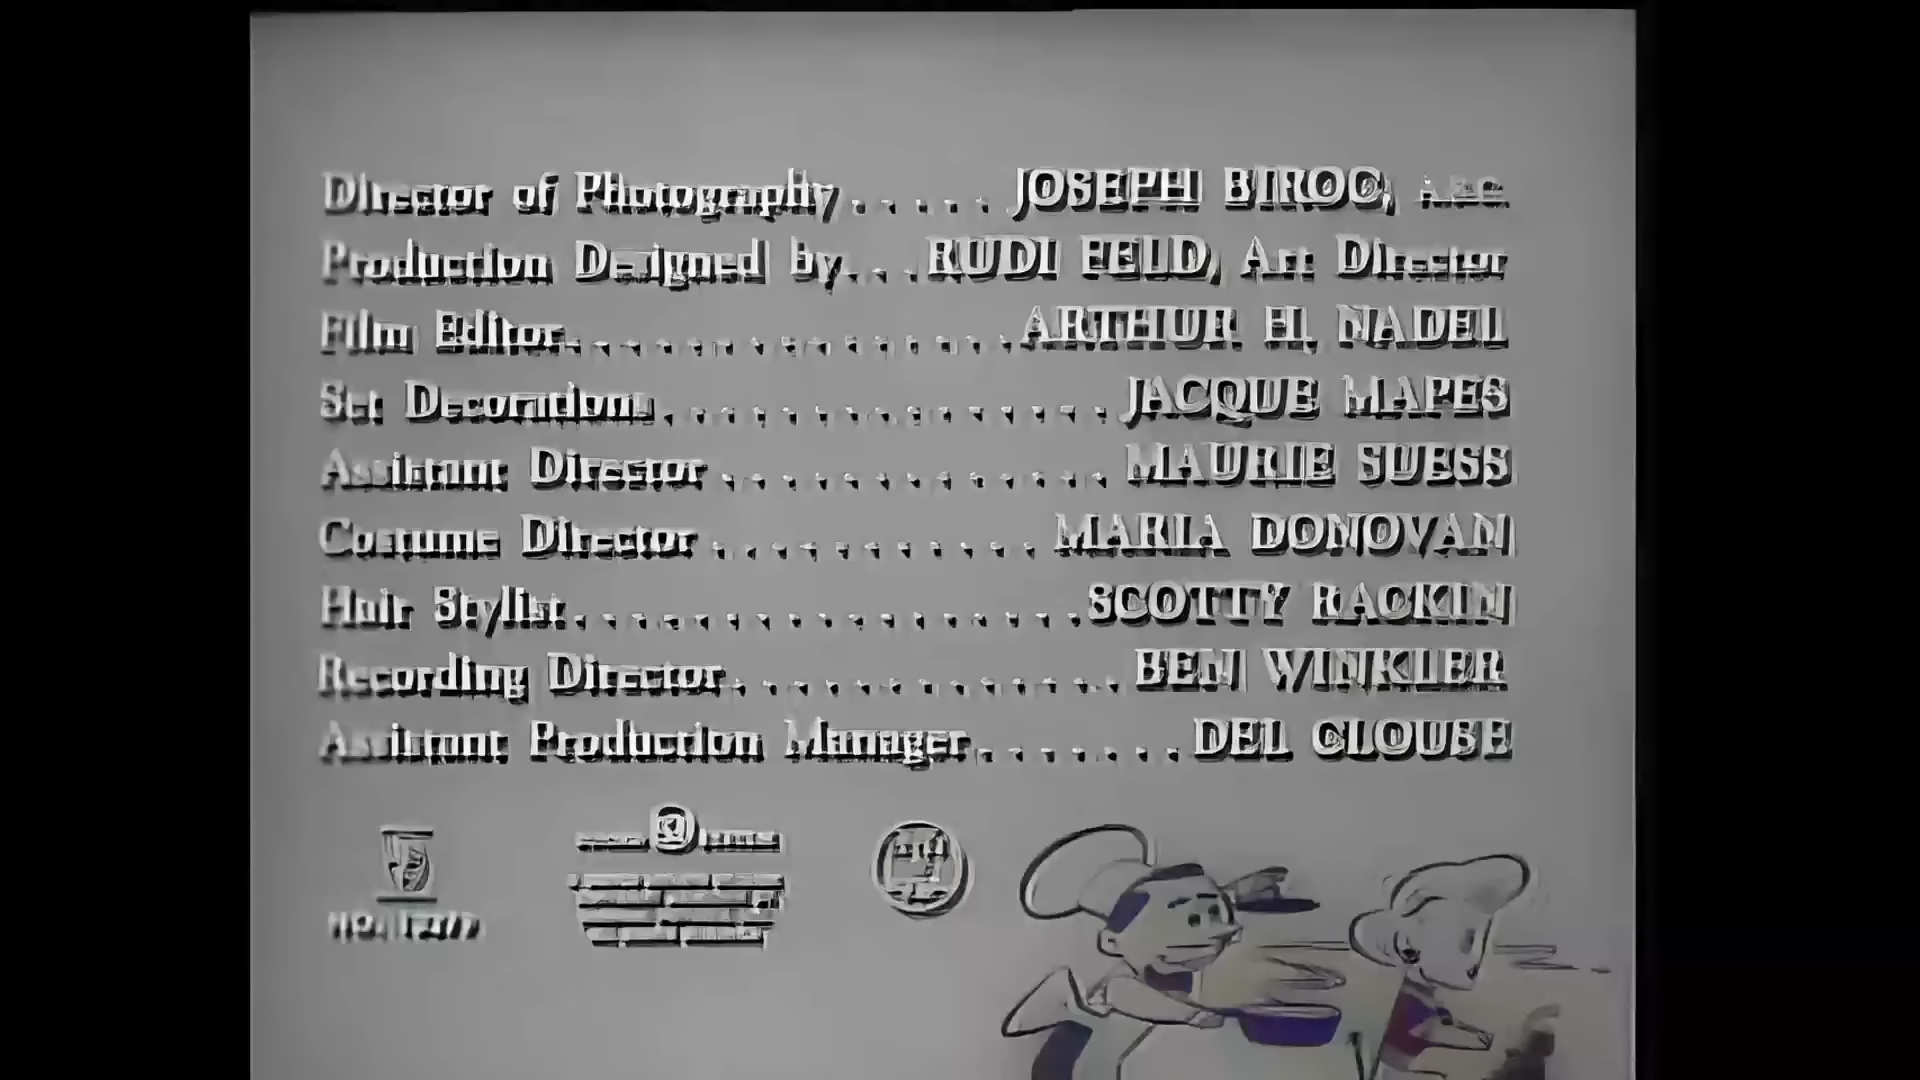 Director of Photography..... JOSEPH BIROC, A.S.C.
Production Designed by... RUDI FELD, Art Director
Film Editor.................ARTHUR H. NADEL
Set Decorations............... JACQUE MAPES
Assistant Director ............. MAURIE SUESS
Costume Director ........... MARIA DONOVAN
Hair Stylist.................SCOTTY RACKIN
Recording Director............. BEN WINKLER
Assistant Production Manager....... DEL CLOUSE